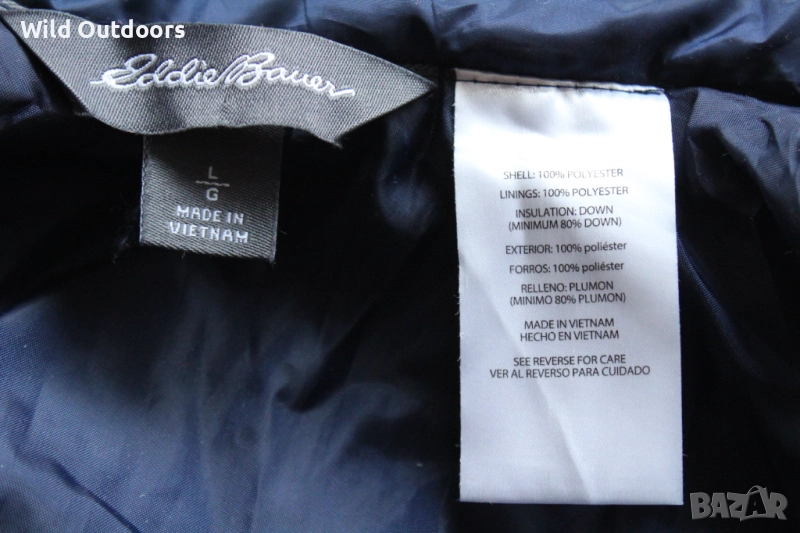 Wild Outdoors
Eddie Bauer
L
G
MADE IN
VIETNAM
SHELL: 100% POLYESTER
LININGS: 100% POLYESTER
INSULATION: DOWN
(MINIMUM 80% DOWN)
EXTERIOR: 100% poliéster
FORROS: 100% poliéster
RELLENO: PLUMON
(MINIMO 80% PLUMON)
MADE IN VIETNAM
HECHO EN VIETNAM
SEE REVERSE FOR CARE
VER AL REVERSO PARA CUIDADO
BAZAR